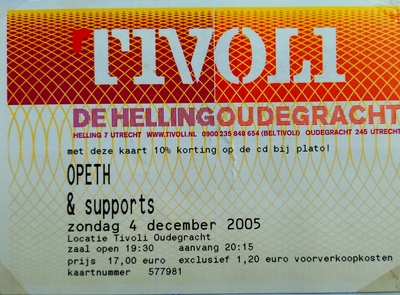 TIVOLI
DE HELLING OUDEGRACHT
HELLING 7 UTRECHT WWW.TIVOLI.NL 0900 235 848 654 (BELTIVOLI) OUDEGRACHT 245 UTRECHT
met deze kaart 10% korting op de cd bij plato!
OPETH
& supports
zondag 4 december 2005
Locatie Tivoli Oudegracht
zaal open 19:30 aanvang 20:15
prijs 17,00 euro exclusief 1,20 euro voorverkoopkosten
kaartnummer 577981